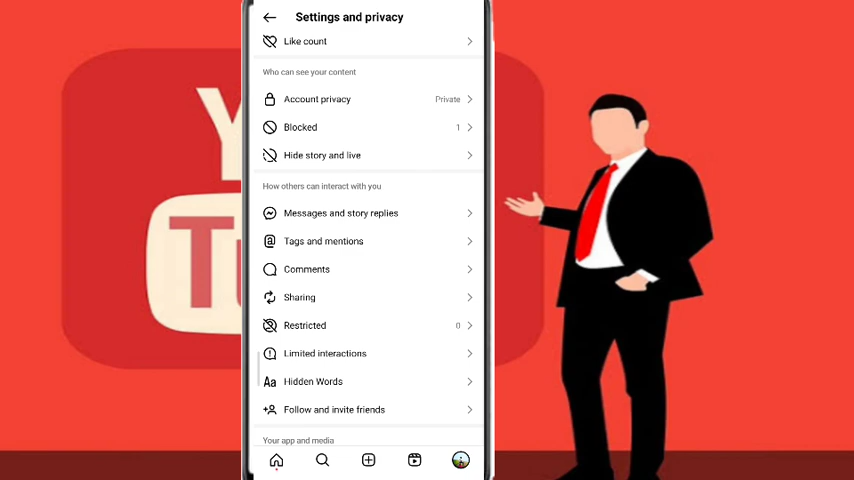 Settings and privacy
Like count
Who can see your content
Account privacy Private
Blocked 1
Hide story and live
How others can interact with you
Messages and story replies
Tags and mentions
Comments
Sharing
Restricted 0
Limited interactions
Aa Hidden Words
Follow and invite friends
Your app and media
Y
Tu